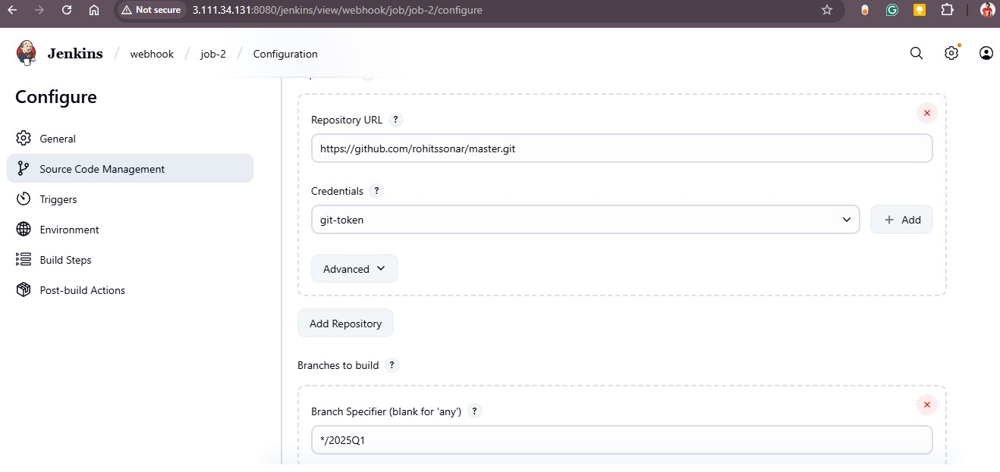 Not secure 3.111.34.131:8080/jenkins/view/webhook/job/job-2/configure
Jenkins / webhook / job-2 / Configuration
Configure
General
Source Code Management
Triggers
Environment
Build Steps
Post-build Actions
Repository URL ?
https://github.com/rohitssonar/master.git
Credentials ?
git-token
+ Add
Advanced
Add Repository
Branches to build ?
Branch Specifier (blank for 'any') ?
*/2025Q1